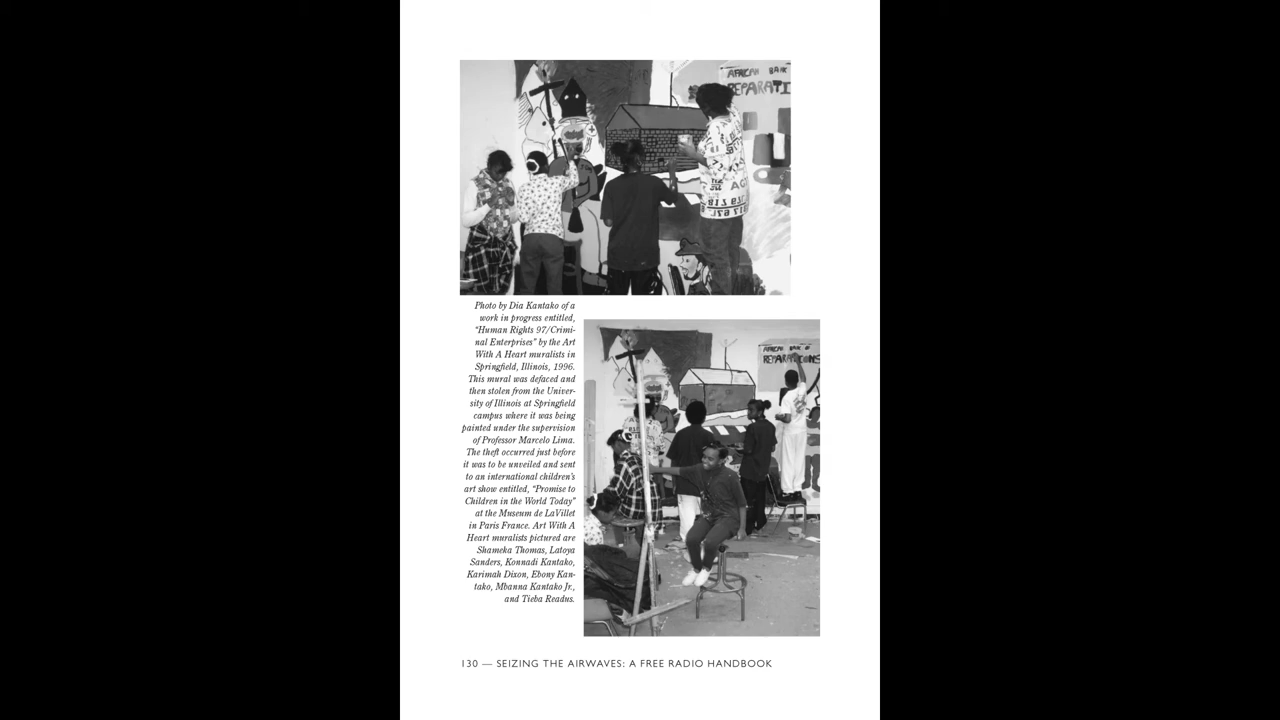 AFRICAN BANK
REPARATI
AG
817 671
Photo by Dia Kantako of a
work in progress entitled,
"Human Rights 97/Crimi-
nal Enterprises" by the Art
With A Heart muralists in
Springfield, Illinois, 1996.
This mural was defaced and
then stolen from the Univer-
sity of Illinois at Springfield
campus where it was being
painted under the supervision
of Professor Marcelo Lima.
The theft occurred just before
it was to be unveiled and sent
to an international children's
art show entitled, "Promise to
Children in the World Today"
at the Museum de LaVillet
in Paris France. Art With A
Heart muralists pictured are
Shameka Thomas, Latoya
Sanders, Konnadi Kantako,
Karimah Dixon, Ebony Kan-
tako, Mbanna Kantako Jr.,
and Tieba Readus.
AFRICAN BANK
REPARATIONS
130 — SEIZING THE AIRWAVES: A FREE RADIO HANDBOOK